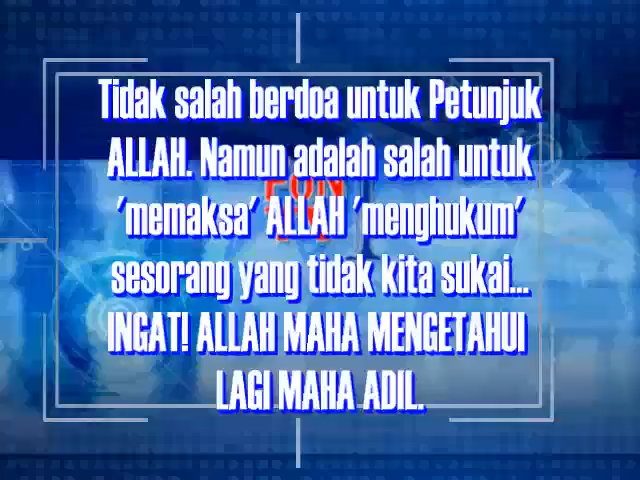 Tidak salah berdoa untuk Petunjuk
ALLAH. Namun adalah salah untuk
'memaksa' ALLAH 'menghukum'
sesorang yang tidak kita sukai...
INGAT! ALLAH MAHA MENGETAHUI
LAGI MAHA ADIL.